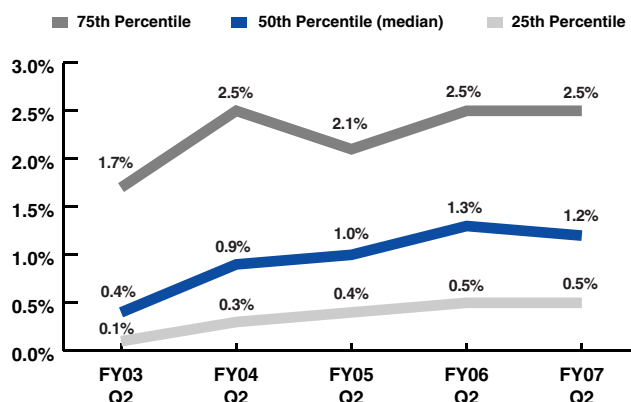 75th Percentile 50th Percentile (median) 25th Percentile
3.0%
2.5%
2.0%
1.5%
1.0%
0.5%
0.0%
1.7% 2.5% 2.1% 2.5% 2.5%
0.4% 0.9% 1.0% 1.3% 1.2%
0.1% 0.3% 0.4% 0.5% 0.5%
FY03 FY04 FY05 FY06 FY07
Q2 Q2 Q2 Q2 Q2